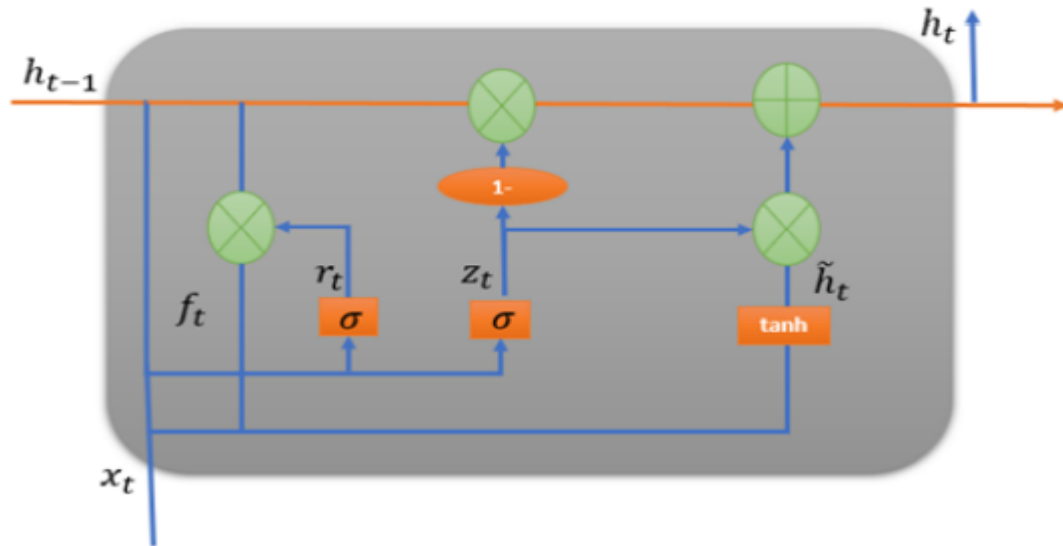 h_t
h_{t-1}
1-
r_t
z_t
h̃_t
f_t
σ
σ
tanh
x_t